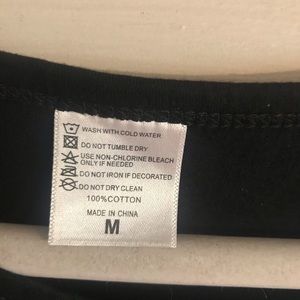 WASH WITH COLD WATER
DO NOT TUMBLE DRY
USE NON-CHLORINE BLEACH
ONLY IF NEEDED
DO NOT IRON IF DECORATED
DO NOT DRY CLEAN
100%COTTON
MADE IN CHINA
M